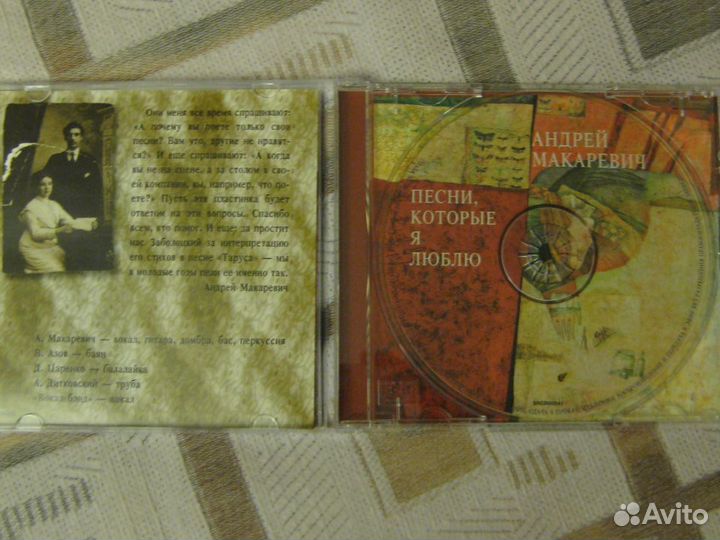 Они меня все время спрашивают:
«А почему вы поете только свои
песни? Вам что, другие не нравят-
ся?» И еще спрашивают: «А когда
вы не на сцене, а за столом в сво-
ей компании, вы, например, что по-
ете?» Пусть эта пластинка будет
ответом на эти вопросы. Спасибо
всем, кто помог. И еще: да простит
нас Заболоцкий за интерпретацию
его стихов в песне «Таруса» — мы
в молодые годы пели ее именно так.
Андрей Макаревич
А. Макаревич — вокал, гитара, домбра, бас, перкуссия
В. Азов — баян
Д. Царенко — балалайка
А. Дитковский — труба
«Вокал-бэнд» — вокал
АНДРЕЙ
МАКАРЕВИЧ
ПЕСНИ,
КОТОРЫЕ
Я
ЛЮБЛЮ
Avito